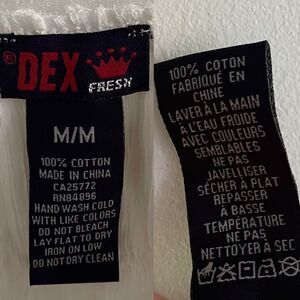 ® DEX
FRESH
M/M
100% COTTON
MADE IN CHINA
CA25772
RN84896
HAND WASH COLD
WITH LIKE COLORS
DO NOT BLEACH
LAY FLAT TO DRY
IRON ON LOW
DO NOT DRY CLEAN
100% COTON
FABRIQUÉ EN
CHINE
LAVER À LA MAIN
À L'EAU FROIDE
AVEC COULEURS
SEMBLABLES
NE PAS
JAVELLISER
SÉCHER À PLAT
REPASSER
À BASSE
TEMPÉRATURE
NE PAS
NETTOYER À SEC